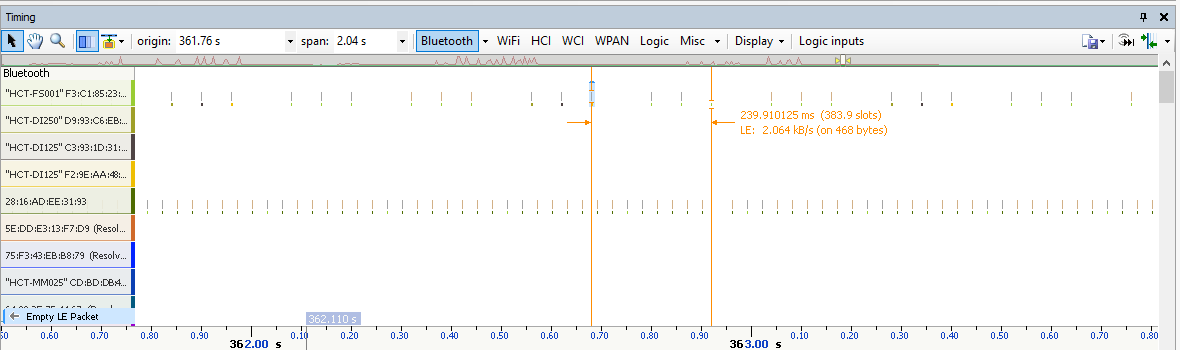 Timing
origin: 361.76 s span: 2.04 s Bluetooth WiFi HCI WCI WPAN Logic Misc Display Logic inputs
Bluetooth
"HCT-FS001" F3:C1:85:23:...
"HCT-DI250" D9:93:C6:EB:...
239.910125 ms (383.9 slots)
LE: 2.064 kB/s (on 468 bytes)
"HCT-DI125" C3:93:1D:31:...
"HCT-DI125" F2:9E:AA:48:...
28:16:AD:EE:31:93
5E:DD:E3:13:F7:D9 (Resol...
75:F3:43:EB:B8:79 (Resolv...
"HCT-MM025" CD:BD:DB:4...
Empty LE Packet 362.110 s
50 0.60 0.70 0.80 0.90 0.10 0.20 0.30 0.40 0.50 0.60 0.70 0.80 0.90 0.10 0.20 0.30 0.40 0.50 0.60 0.70 0.80
362.00 s 363.00 s